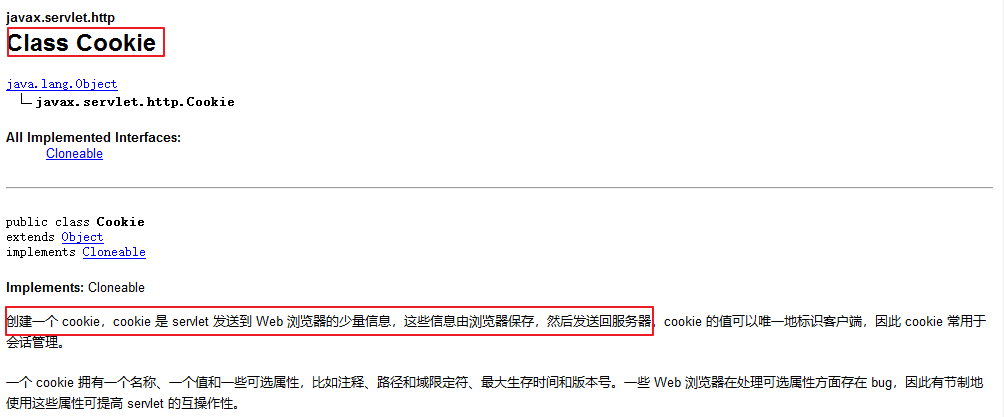 javax.servlet.http
Class Cookie
java.lang.Object
javax.servlet.http.Cookie
All Implemented Interfaces:
Cloneable
public class Cookie
extends Object
implements Cloneable
Implements: Cloneable
创建一个 cookie，cookie 是 servlet 发送到 Web 浏览器的少量信息，这些信息由浏览器保存，然后发送回服务器。cookie 的值可以唯一地标识客户端，因此 cookie 常用于
会话管理。
一个 cookie 拥有一个名称、一个值和一些可选属性，比如注释、路径和域限定符、最大生存时间和版本号。一些 Web 浏览器在处理可选属性方面存在 bug，因此有节制地
使用这些属性可提高 servlet 的互操作性。